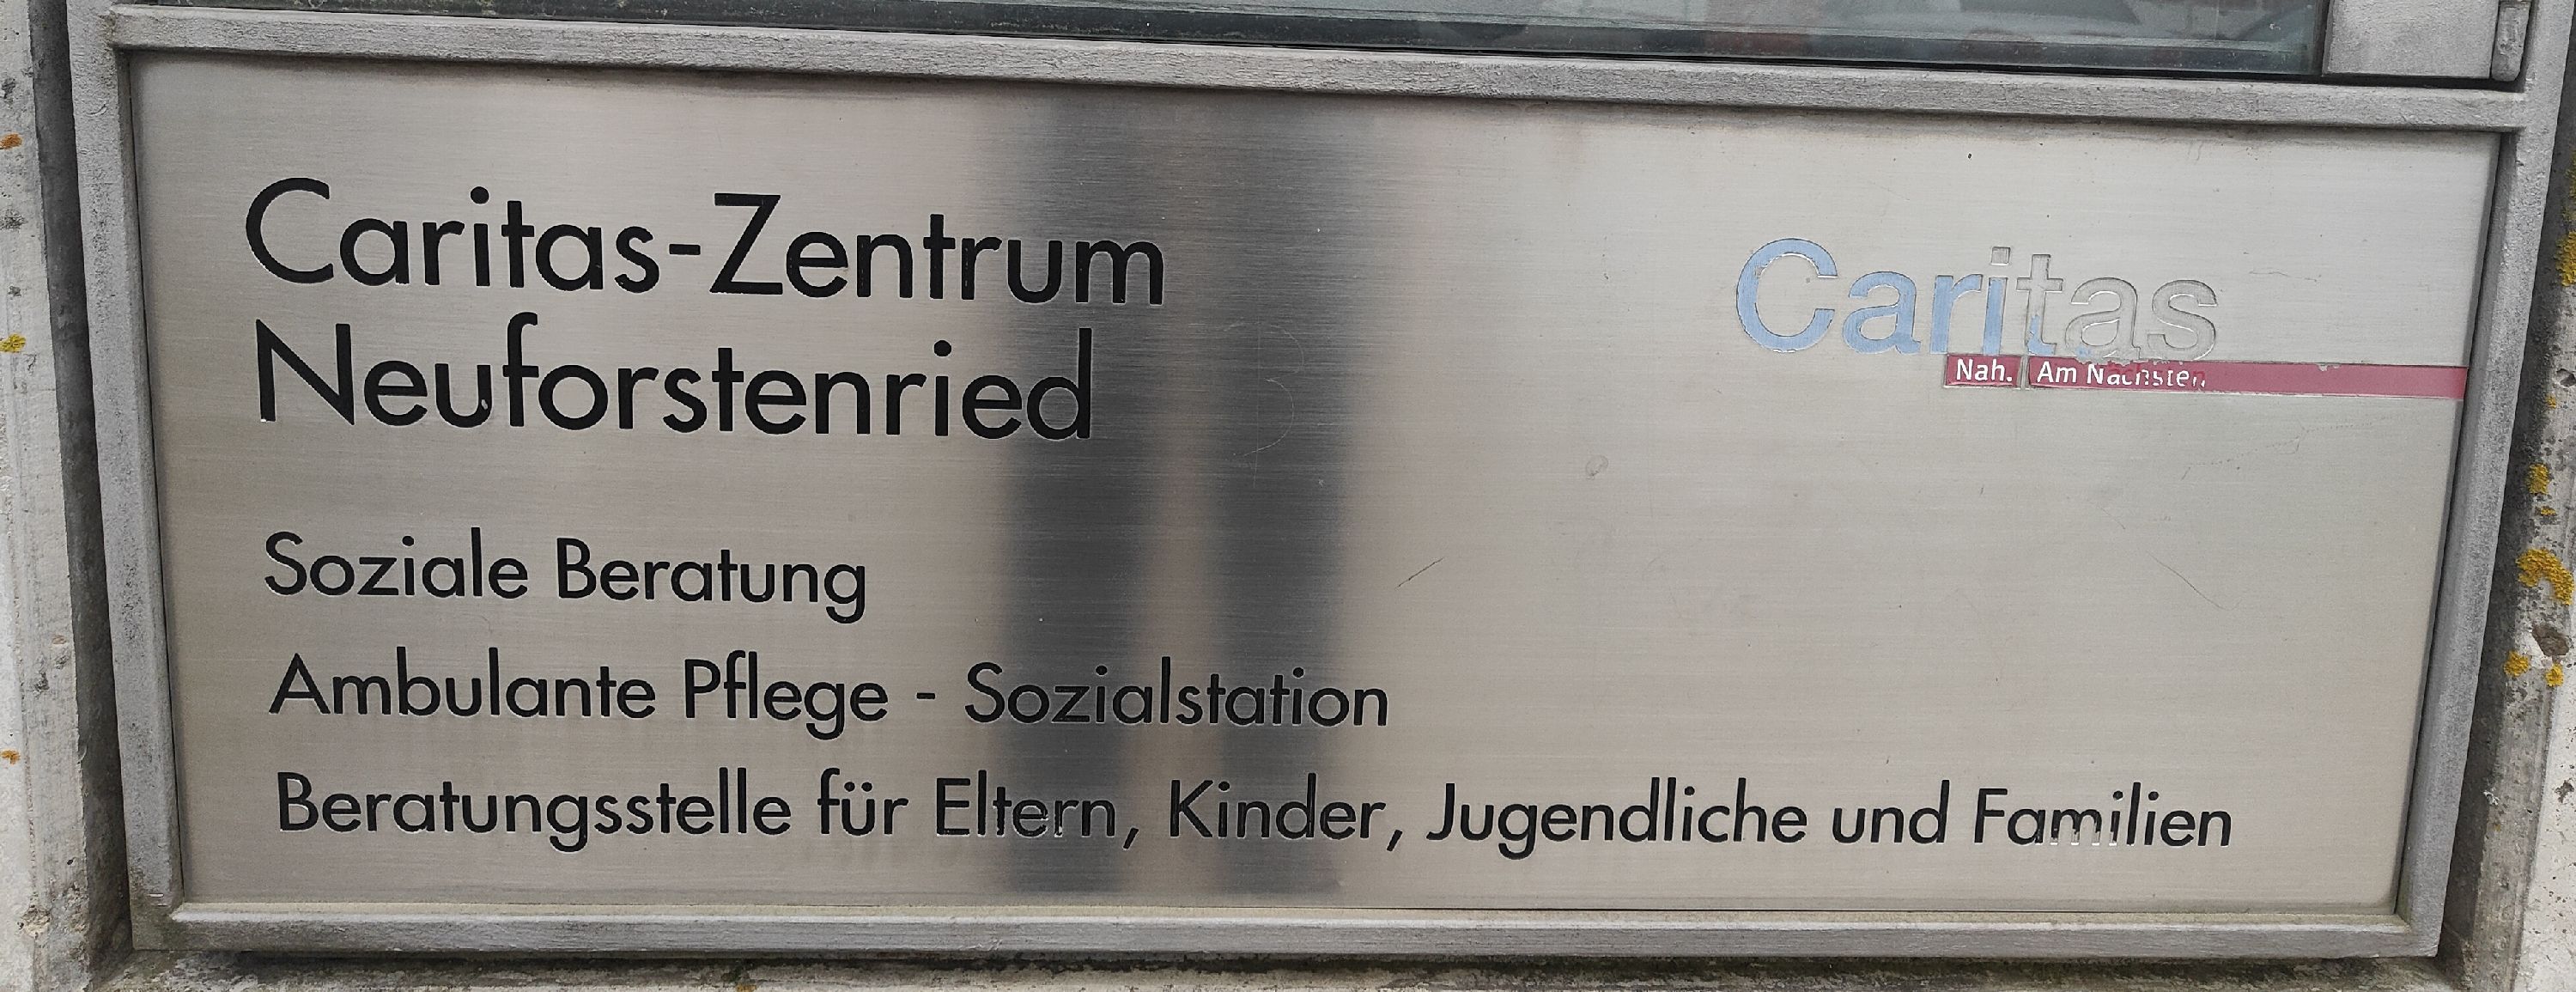 Caritas-Zentrum
Neuforstenried
Caritas
Nah. Am Nächsten
Soziale Beratung
Ambulante Pflege - Sozialstation
Beratungsstelle für Eltern, Kinder, Jugendliche und Familien